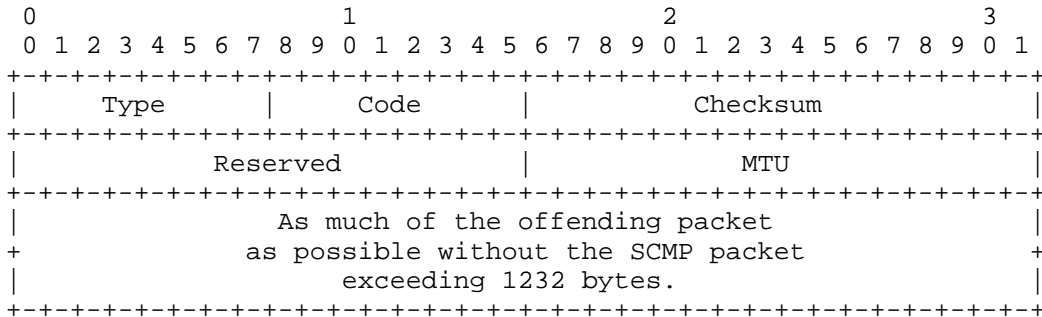 0                   1                   2                   3
 0 1 2 3 4 5 6 7 8 9 0 1 2 3 4 5 6 7 8 9 0 1 2 3 4 5 6 7 8 9 0 1
+-+-+-+-+-+-+-+-+-+-+-+-+-+-+-+-+-+-+-+-+-+-+-+-+-+-+-+-+-+-+-+-+
|     Type      |     Code      |          Checksum             |
+-+-+-+-+-+-+-+-+-+-+-+-+-+-+-+-+-+-+-+-+-+-+-+-+-+-+-+-+-+-+-+-+
|            Reserved           |             MTU               |
+-+-+-+-+-+-+-+-+-+-+-+-+-+-+-+-+-+-+-+-+-+-+-+-+-+-+-+-+-+-+-+-+
|                As much of the offending packet                |
+              as possible without the SCMP packet              +
|                    exceeding 1232 bytes.                      |
+-+-+-+-+-+-+-+-+-+-+-+-+-+-+-+-+-+-+-+-+-+-+-+-+-+-+-+-+-+-+-+-+